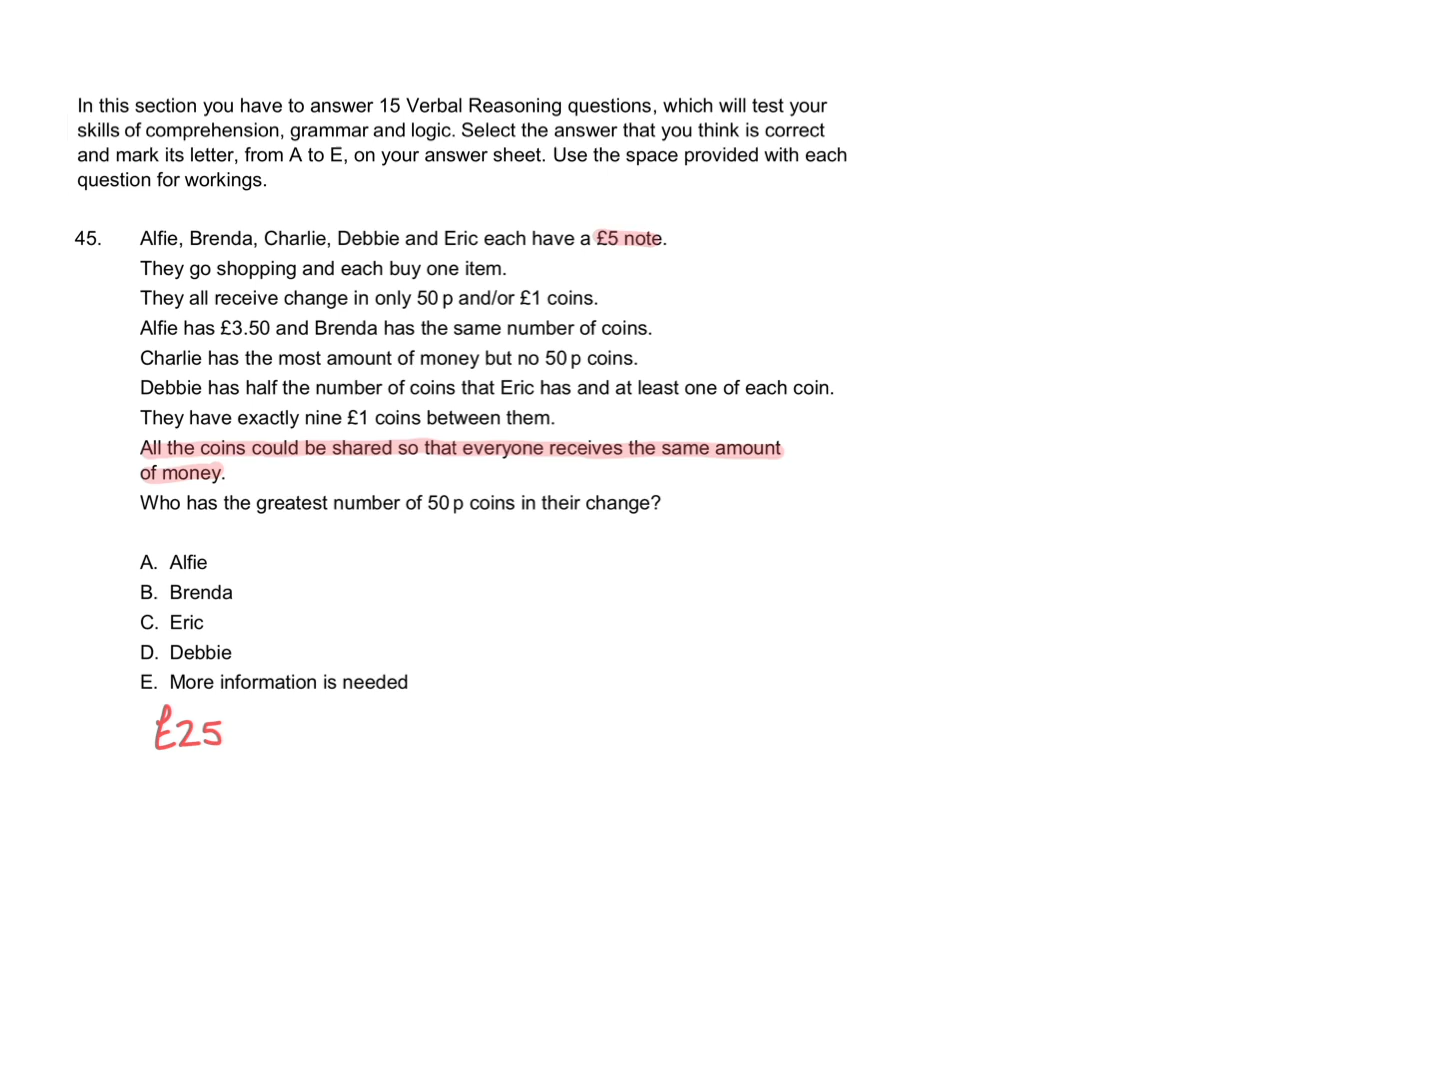 In this section you have to answer 15 Verbal Reasoning questions, which will test your
skills of comprehension, grammar and logic. Select the answer that you think is correct
and mark its letter, from A to E, on your answer sheet. Use the space provided with each
question for workings.
45. Alfie, Brenda, Charlie, Debbie and Eric each have a £5 note.
They go shopping and each buy one item.
They all receive change in only 50 p and/or £1 coins.
Alfie has £3.50 and Brenda has the same number of coins.
Charlie has the most amount of money but no 50 p coins.
Debbie has half the number of coins that Eric has and at least one of each coin.
They have exactly nine £1 coins between them.
All the coins could be shared so that everyone receives the same amount
of money.
Who has the greatest number of 50 p coins in their change?
A. Alfie
B. Brenda
C. Eric
D. Debbie
E. More information is needed
£25